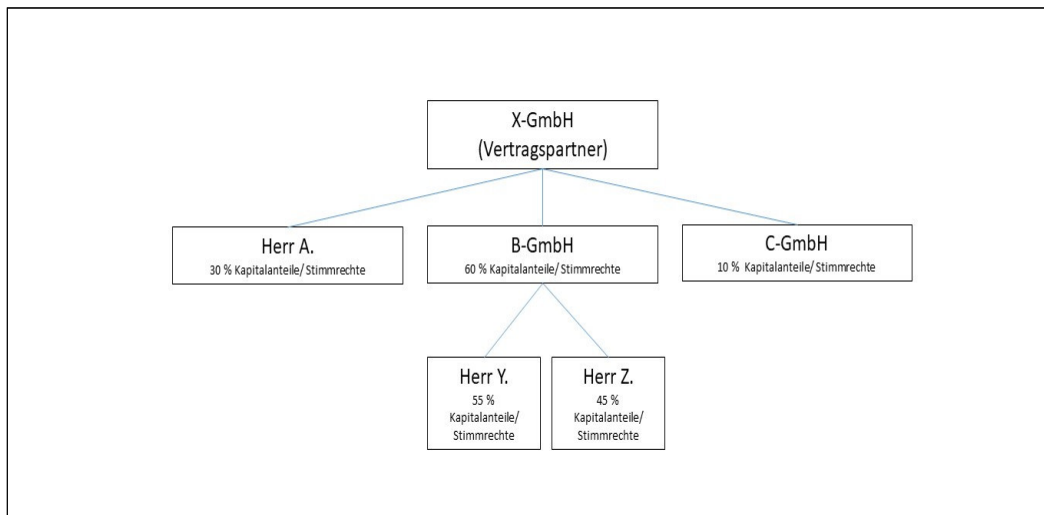 X-GmbH
(Vertragspartner)
Herr A.
30 % Kapitalanteile/ Stimmrechte
B-GmbH
60 % Kapitalanteile/ Stimmrechte
C-GmbH
10 % Kapitalanteile/ Stimmrechte
Herr Y.
55 %
Kapitalanteile/
Stimmrechte
Herr Z.
45 %
Kapitalanteile/
Stimmrechte